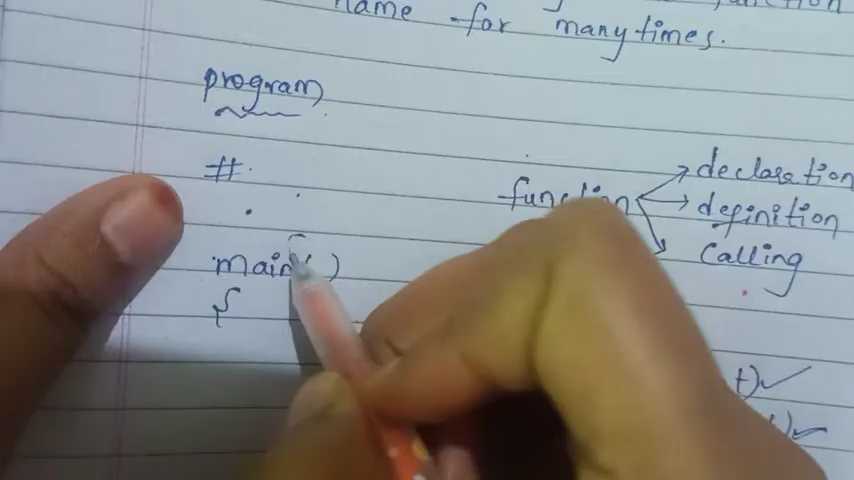 name for many times.
program
#
function declaration
definition
calling
main()
{
t)✓